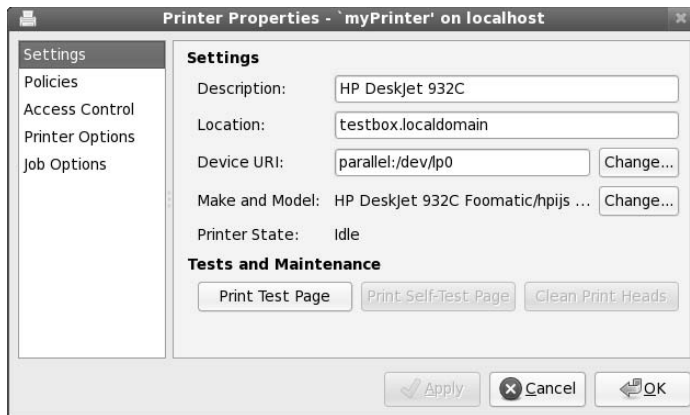 Printer Properties - `myPrinter' on localhost
Settings
Policies
Access Control
Printer Options
Job Options
Settings
Description: HP DeskJet 932C
Location: testbox.localdomain
Device URI: parallel:/dev/lp0 Change...
Make and Model: HP DeskJet 932C Foomatic/hpijs ... Change...
Printer State: Idle
Tests and Maintenance
Print Test Page Print Self-Test Page Clean Print Heads
Apply Cancel OK